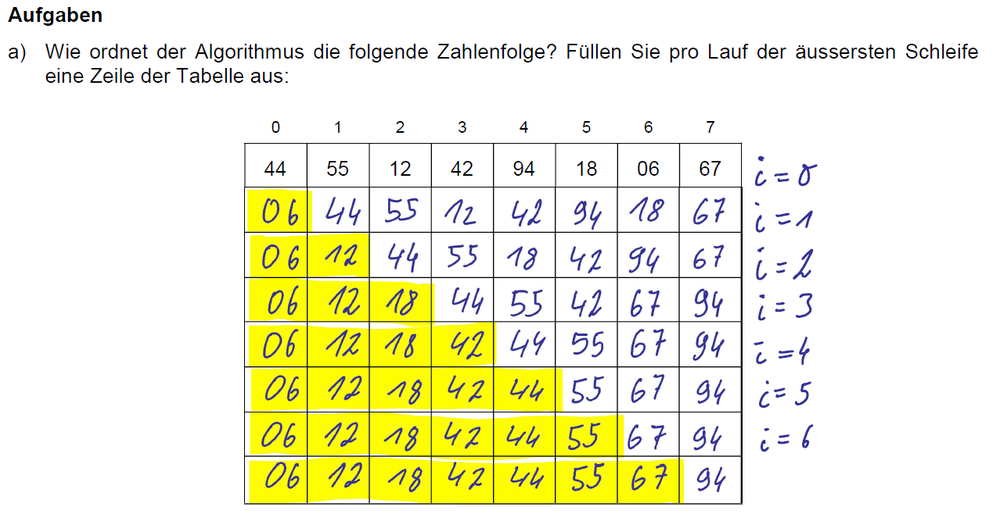 Aufgaben
a) Wie ordnet der Algorithmus die folgende Zahlenfolge? Füllen Sie pro Lauf der äussersten Schleife
eine Zeile der Tabelle aus:
0 1 2 3 4 5 6 7
44 55 12 42 94 18 06 67 i=0
06 44 55 12 42 94 18 67 i=1
06 12 44 55 18 42 94 67 i=2
06 12 18 44 55 42 67 94 i=3
06 12 18 42 44 55 67 94 i=4
06 12 18 42 44 55 67 94 i=5
06 12 18 42 44 55 67 94 i=6
06 12 18 42 44 55 67 94